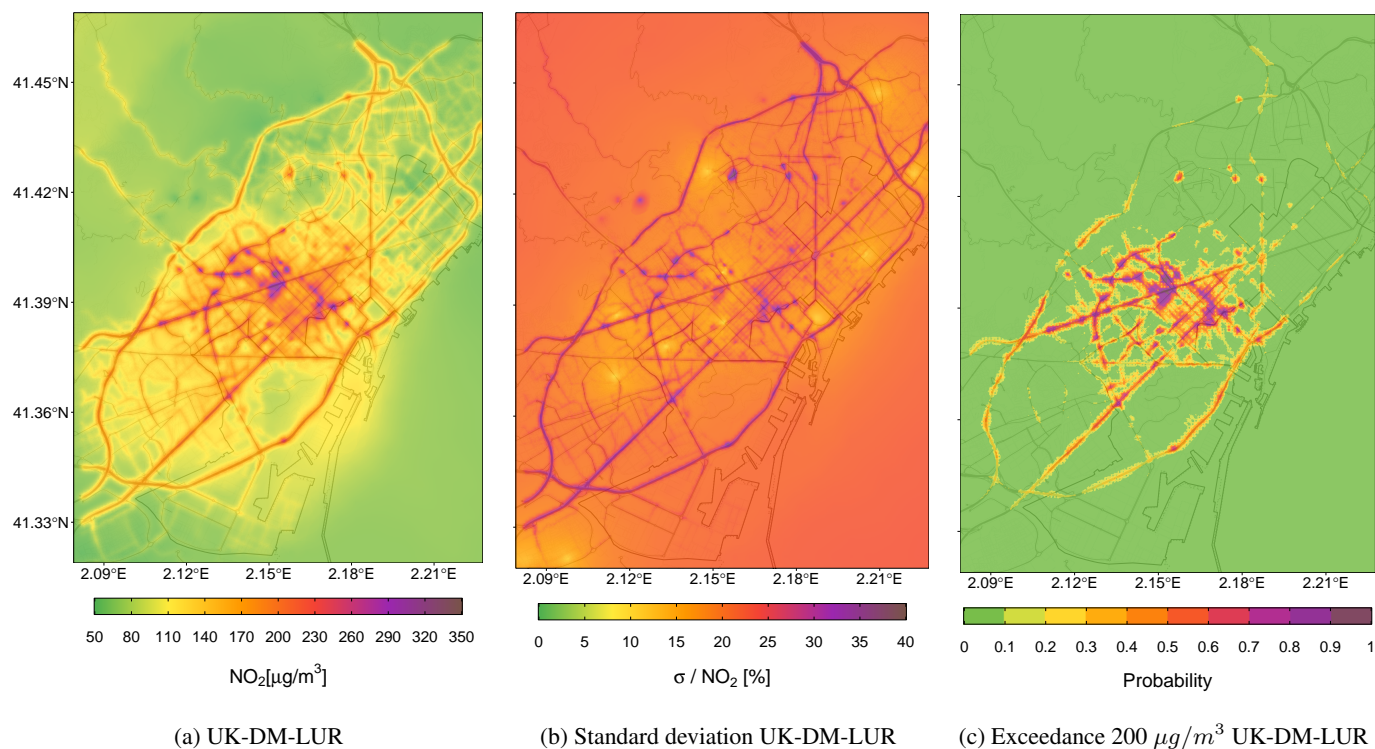 41.45°N
41.42°N
41.39°N
41.36°N
41.33°N
2.09°E 2.12°E 2.15°E 2.18°E 2.21°E
2.09°E 2.12°E 2.15°E 2.18°E 2.21°E
2.09°E 2.12°E 2.15°E 2.18°E 2.21°E
50 80 110 140 170 200 230 260 290 320 350
0 5 10 15 20 25 30 35 40
0 0.1 0.2 0.3 0.4 0.5 0.6 0.7 0.8 0.9 1
NO₂[μg/m³]
σ / NO₂ [%]
Probability
(a) UK-DM-LUR
(b) Standard deviation UK-DM-LUR
(c) Exceedance 200 μg/m³ UK-DM-LUR